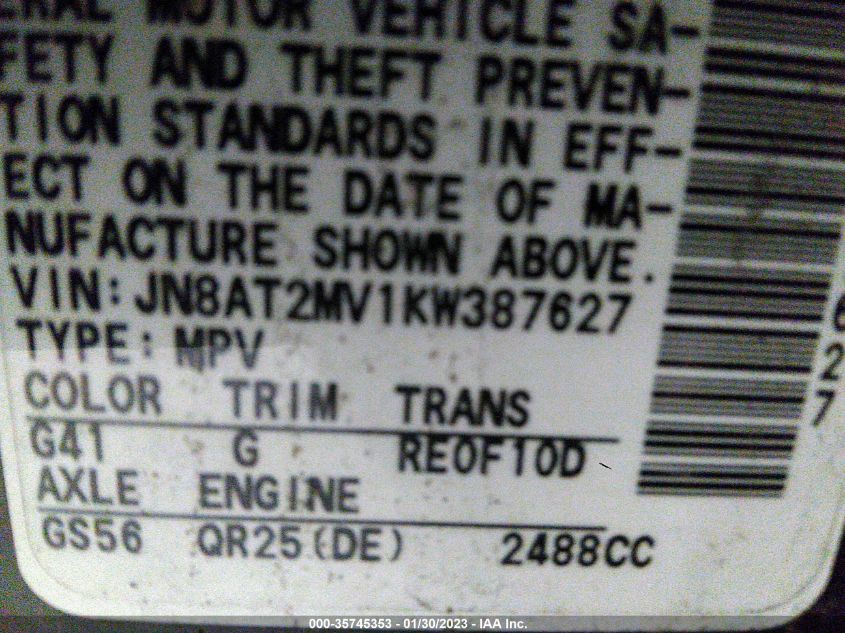 ERAL MOTOR VEHICLE SA-
FETY AND THEFT PREVEN-
TION STANDARDS IN EFF-
ECT ON THE DATE OF MA-
NUFACTURE SHOWN ABOVE.
VIN: JN8AT2MV1KW387627
TYPE: MPV
COLOR TRIM TRANS
G41 G RE0F10D
AXLE ENGINE
GS56 QR25(DE) 2488CC
627
000-35745353 - 01/30/2023 - IAA Inc.